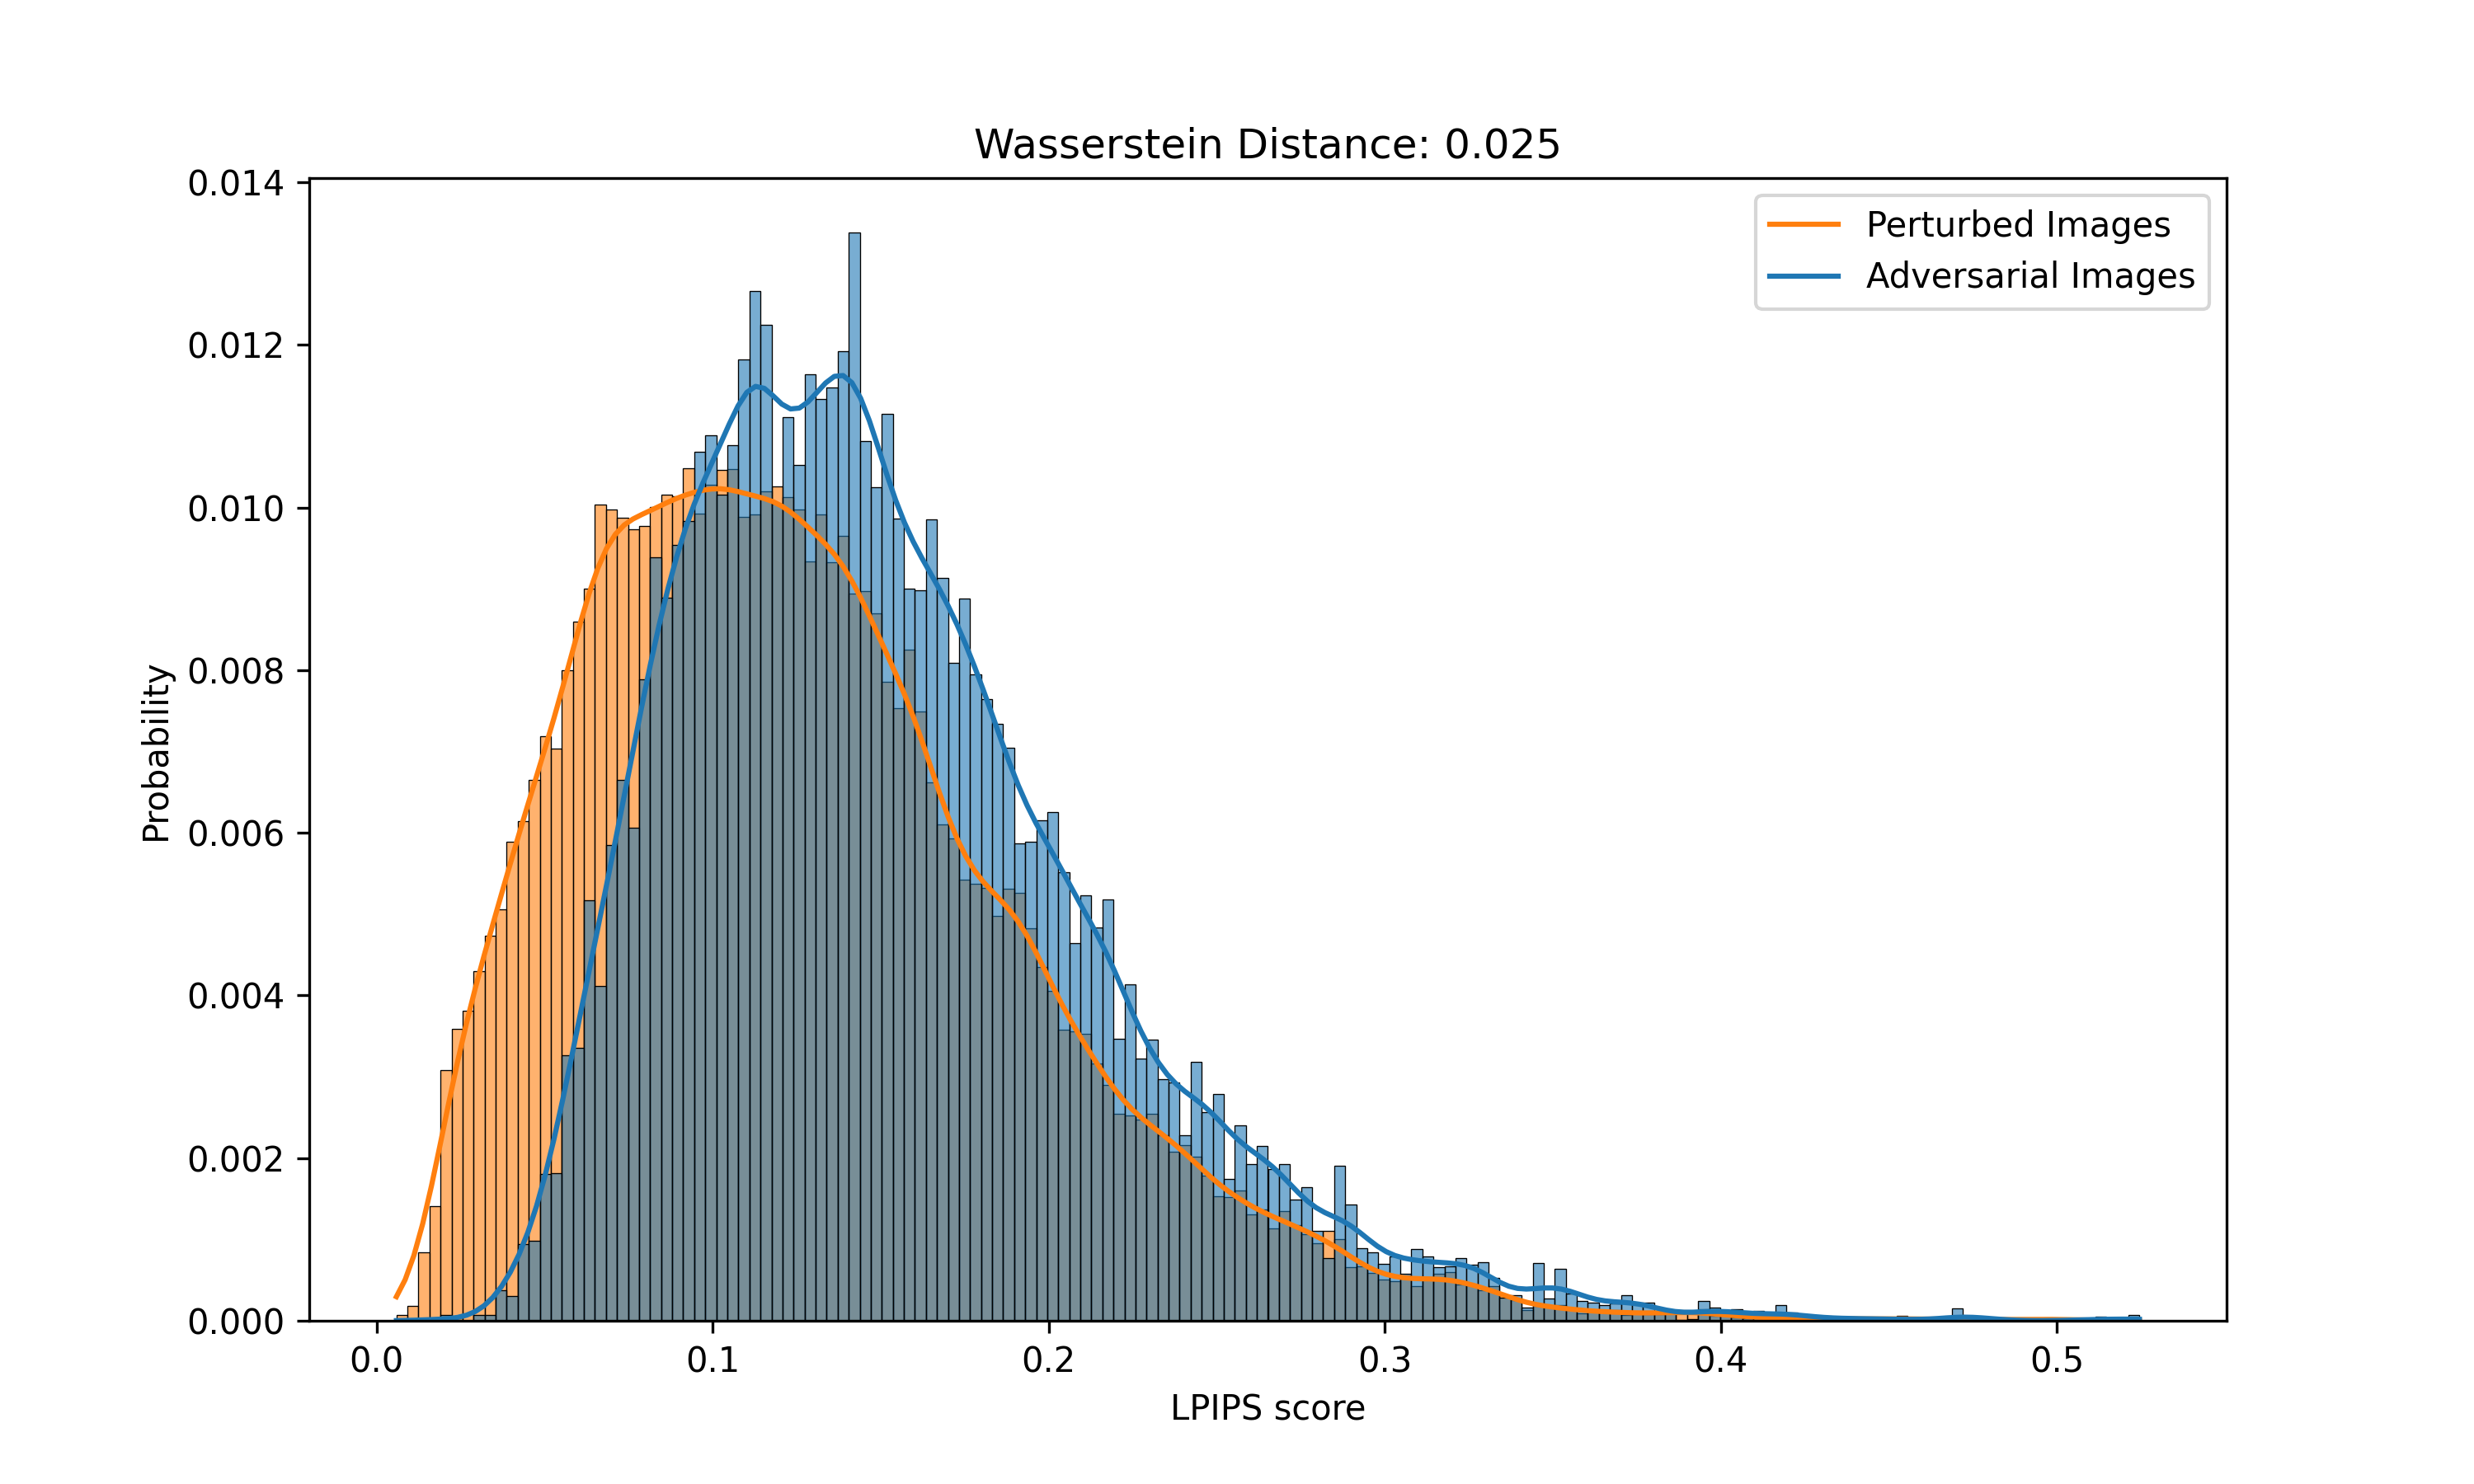 Wasserstein Distance: 0.025
Perturbed Images
Adversarial Images
0.014
0.012
0.010
0.008
0.006
0.004
0.002
0.000
Probability
0.0 0.1 0.2 0.3 0.4 0.5
LPIPS score